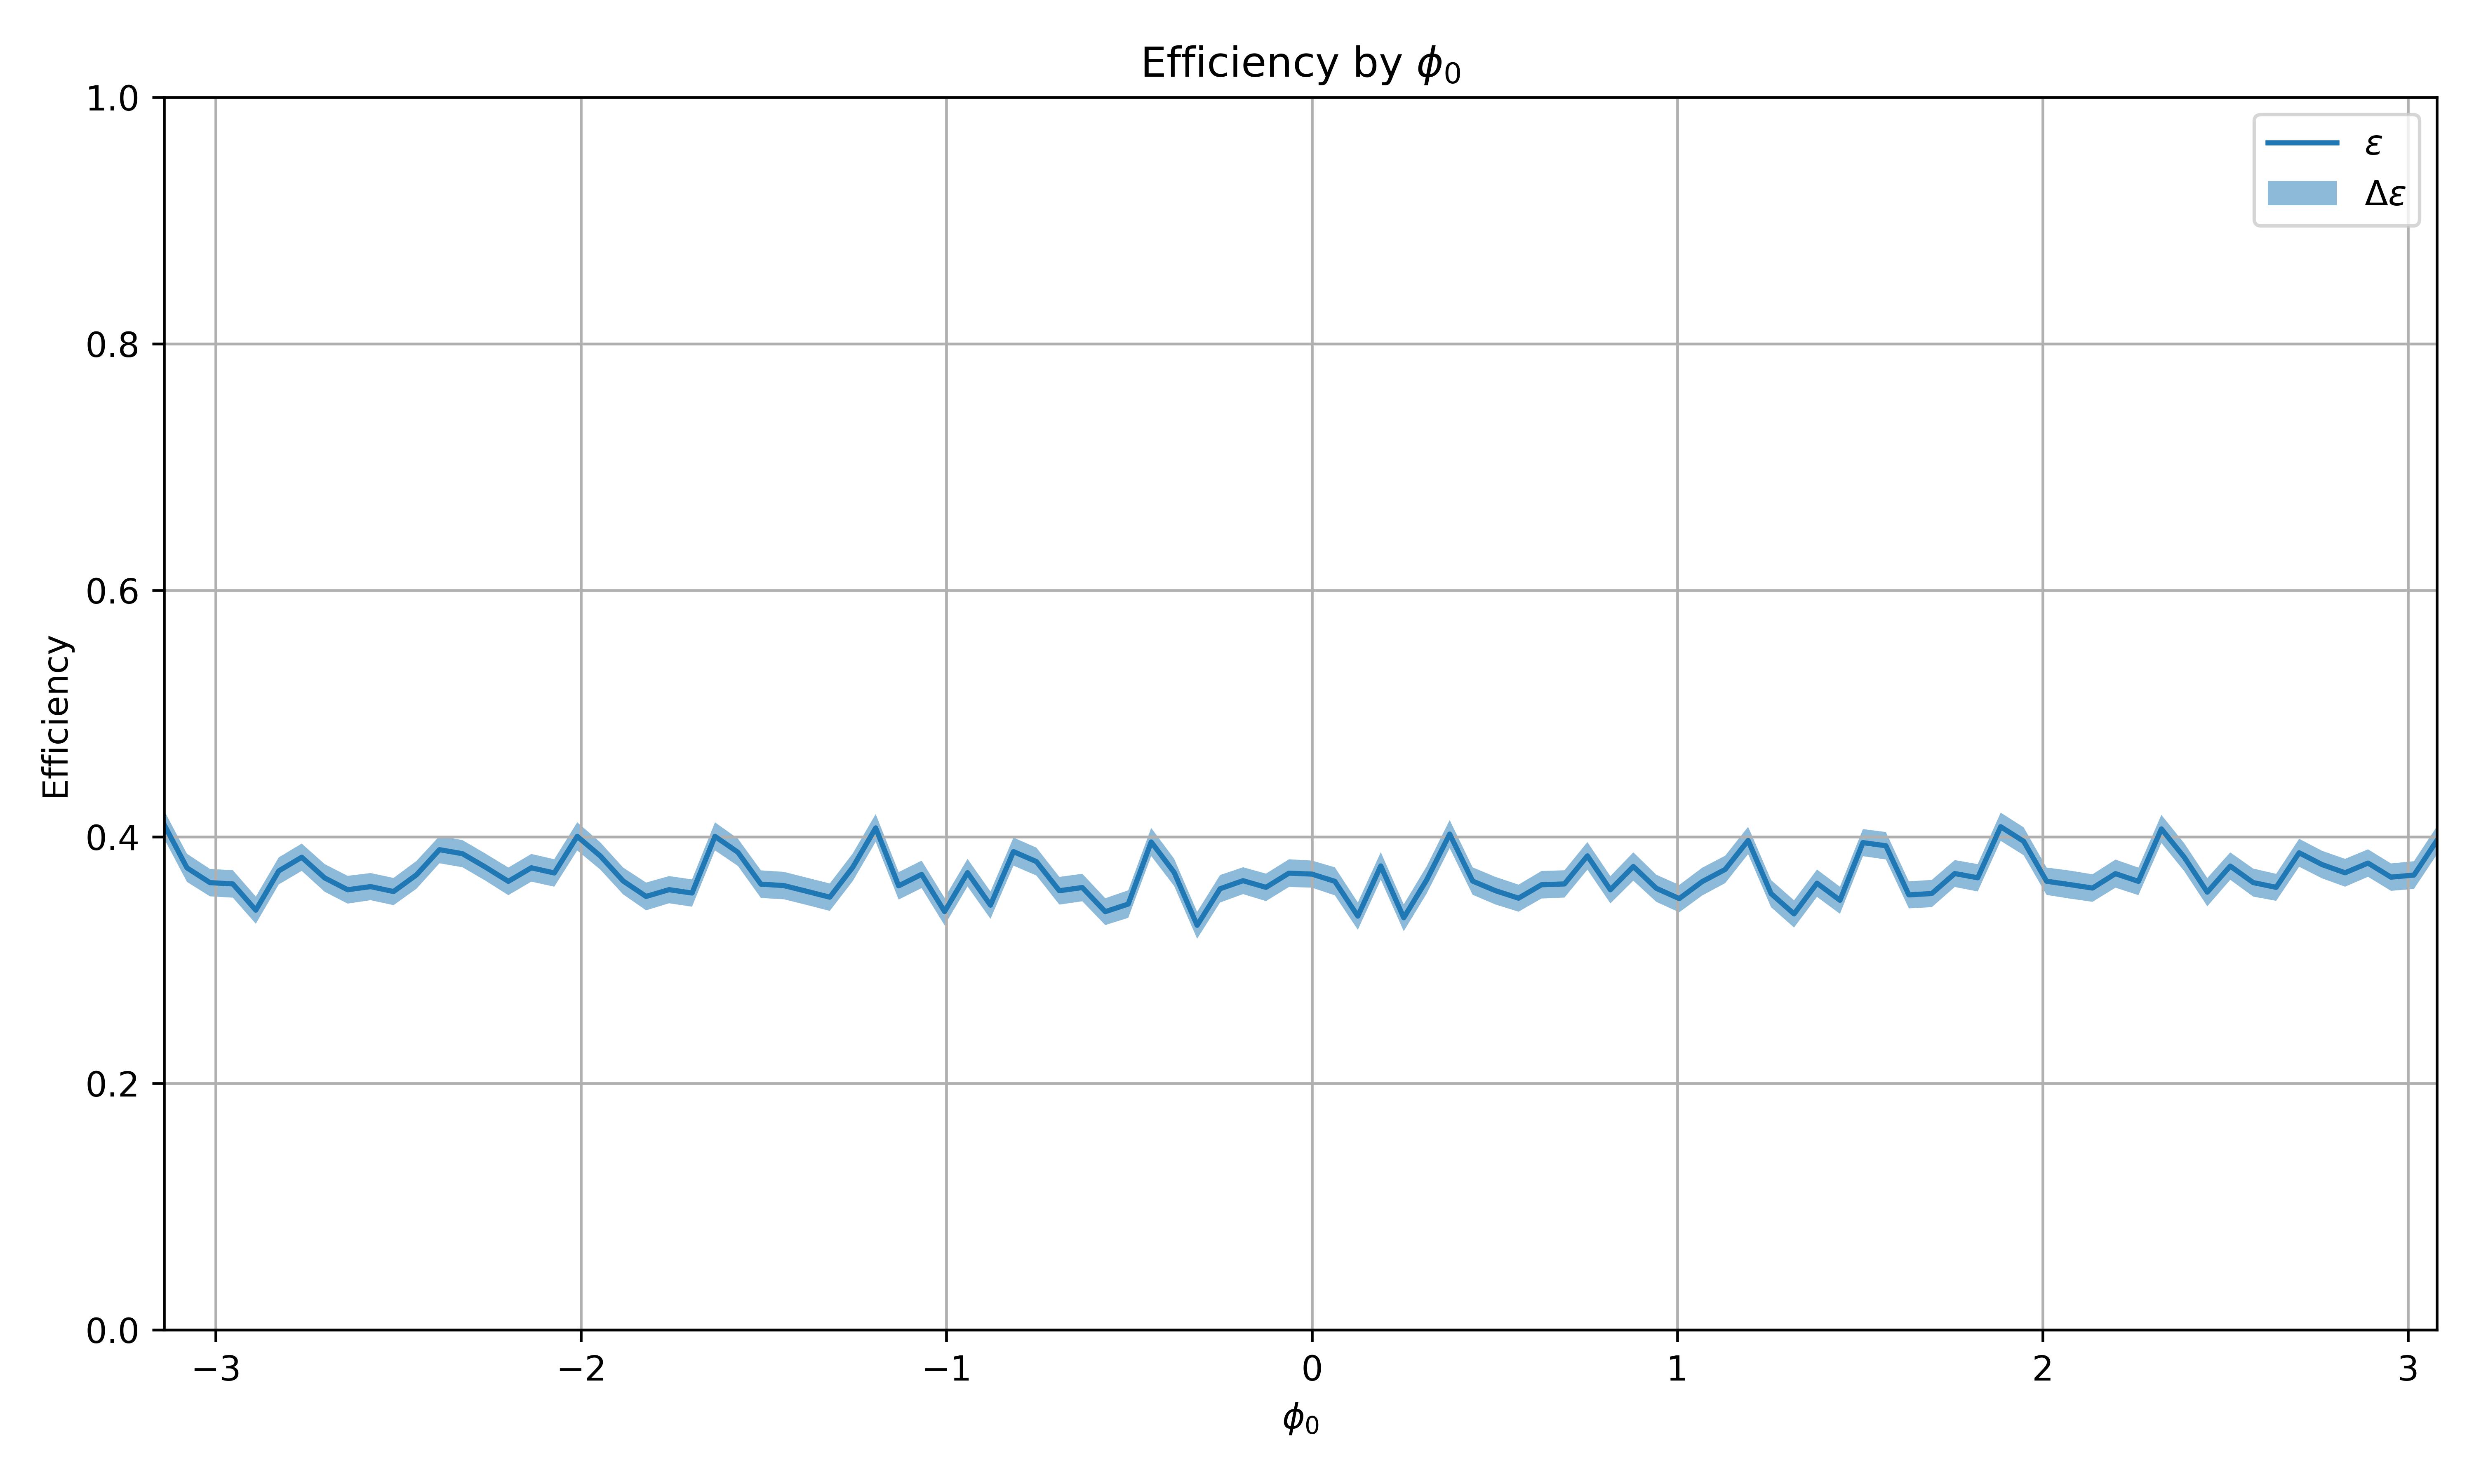 Efficiency by ϕ₀
1.0
0.8
0.6
0.4
0.2
0.0
Efficiency
−3
−2
−1
0
1
2
3
ϕ₀
ε
Δε